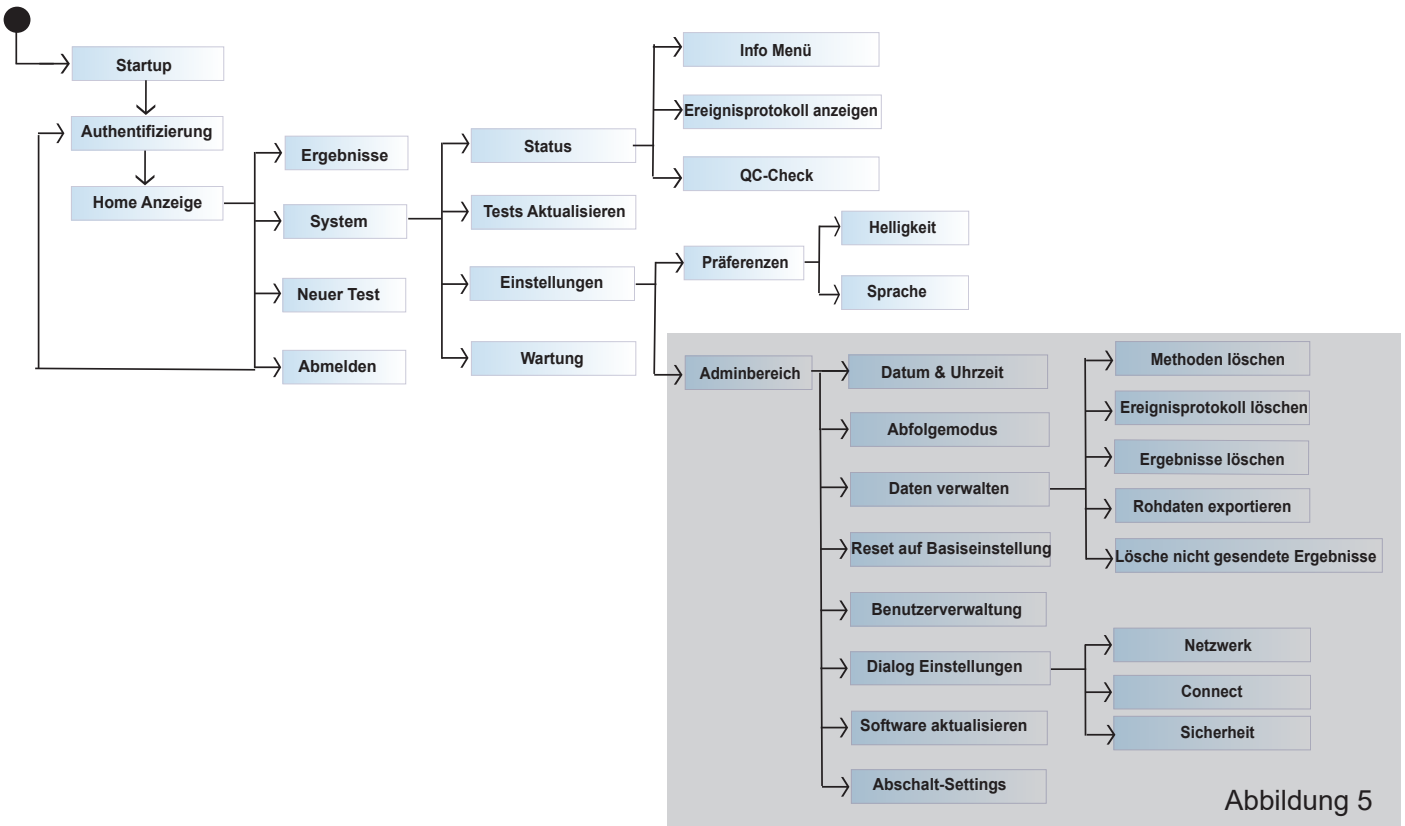 Startup
Authentifizierung
Home Anzeige
Ergebnisse
System
Neuer Test
Abmelden
Status
Tests Aktualisieren
Einstellungen
Wartung
Info Menü
Ereignisprotokoll anzeigen
QC-Check
Präferenzen
Helligkeit
Sprache
Adminbereich
Datum & Uhrzeit
Abfolgemodus
Daten verwalten
Reset auf Basiseinstellung
Benutzerverwaltung
Dialog Einstellungen
Software aktualisieren
Abschalt-Settings
Methoden löschen
Ereignisprotokoll löschen
Ergebnisse löschen
Rohdaten exportieren
Lösche nicht gesendete Ergebnisse
Netzwerk
Connect
Sicherheit
Abbildung 5